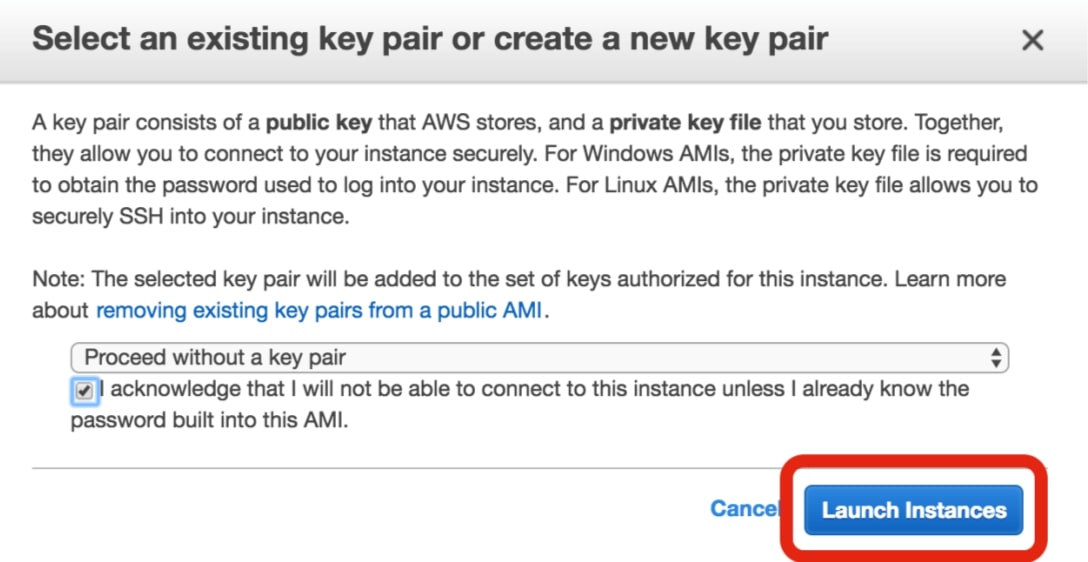 Select an existing key pair or create a new key pair
A key pair consists of a public key that AWS stores, and a private key file that you store. Together,
they allow you to connect to your instance securely. For Windows AMIs, the private key file is required
to obtain the password used to log into your instance. For Linux AMIs, the private key file allows you to
securely SSH into your instance.
Note: The selected key pair will be added to the set of keys authorized for this instance. Learn more
about removing existing key pairs from a public AMI.
Proceed without a key pair
I acknowledge that I will not be able to connect to this instance unless I already know the
password built into this AMI.
Cancel Launch Instances